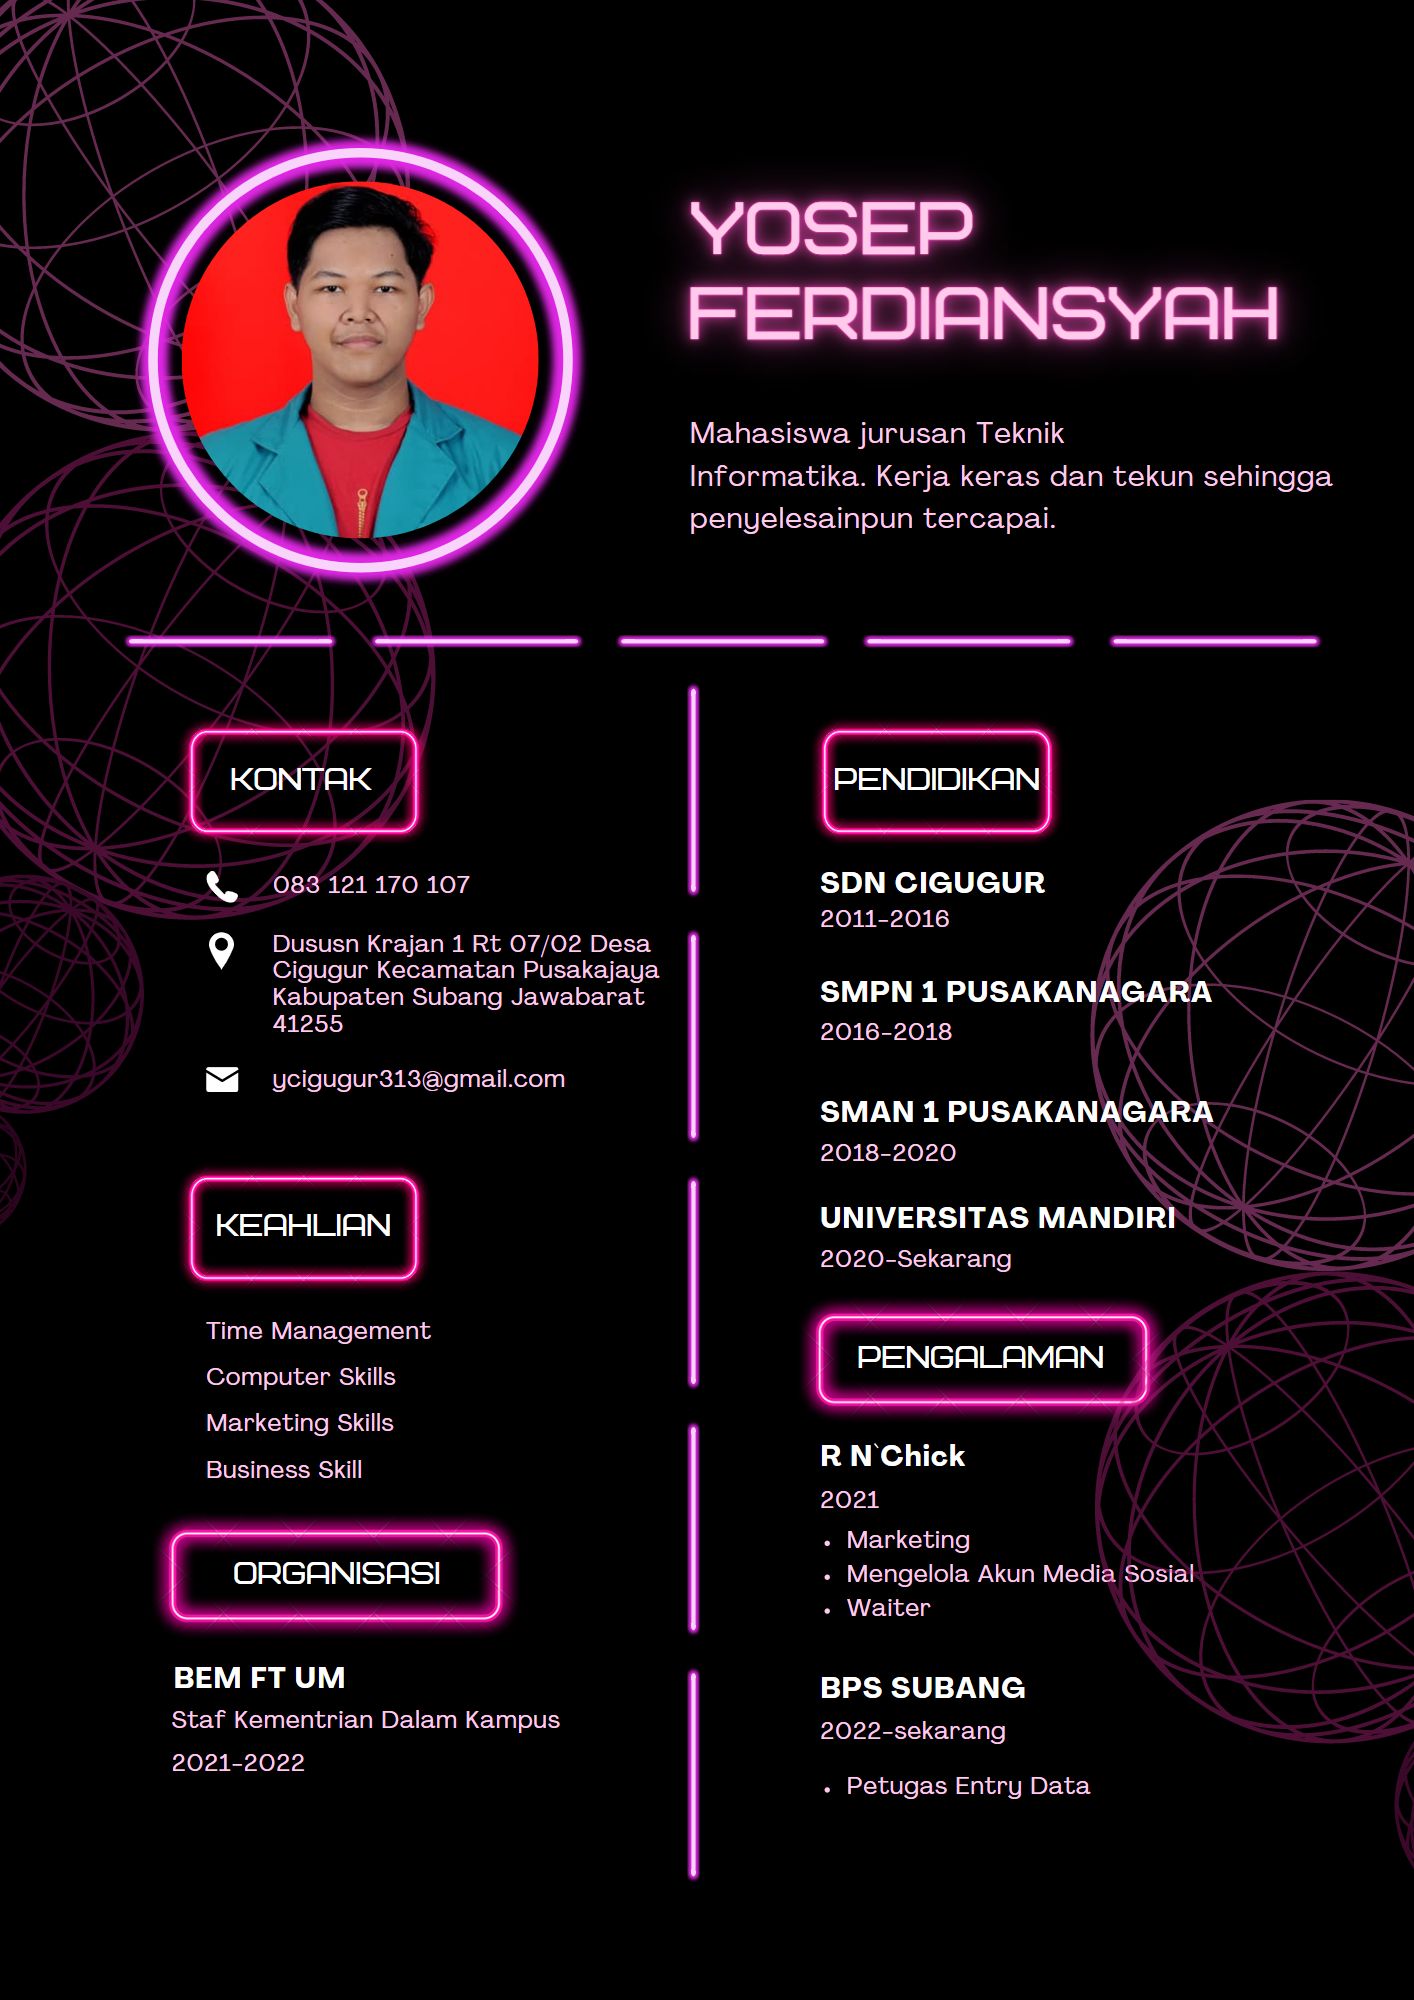 YOSEP
FERDIANSYAH
Mahasiswa jurusan Teknik
Informatika. Kerja keras dan tekun sehingga
penyelesainpun tercapai.
KONTAK
083 121 170 107
Dususn Krajan 1 Rt 07/02 Desa
Cigugur Kecamatan Pusakajaya
Kabupaten Subang Jawabarat
41255
ycigugur313@gmail.com
KEAHLIAN
Time Management
Computer Skills
Marketing Skills
Business Skill
ORGANISASI
BEM FT UM
Staf Kementrian Dalam Kampus
2021-2022
PENDIDIKAN
SDN CIGUGUR
2011-2016
SMPN 1 PUSAKANAGARA
2016-2018
SMAN 1 PUSAKANAGARA
2018-2020
UNIVERSITAS MANDIRI
2020-Sekarang
PENGALAMAN
R N`Chick
2021
• Marketing
• Mengelola Akun Media Sosial
• Waiter
BPS SUBANG
2022-sekarang
• Petugas Entry Data